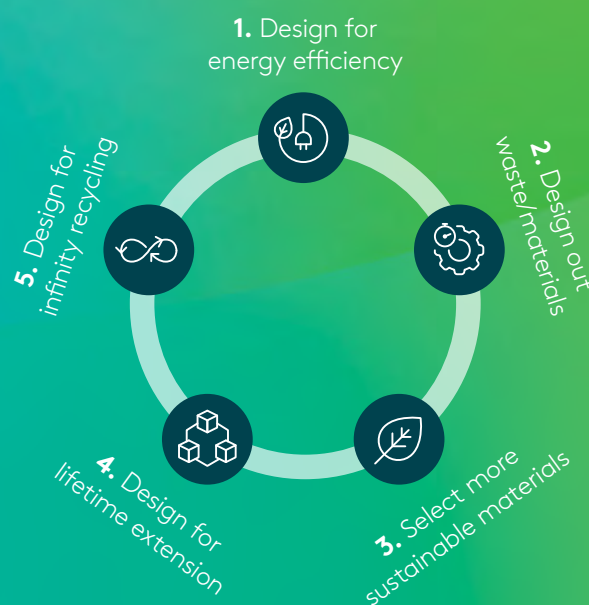 1. Design for
energy efficiency
2. Design out
waste/materials
3. Select more
sustainable materials
4. Design for
lifetime extension
5. Design for
infinity recycling